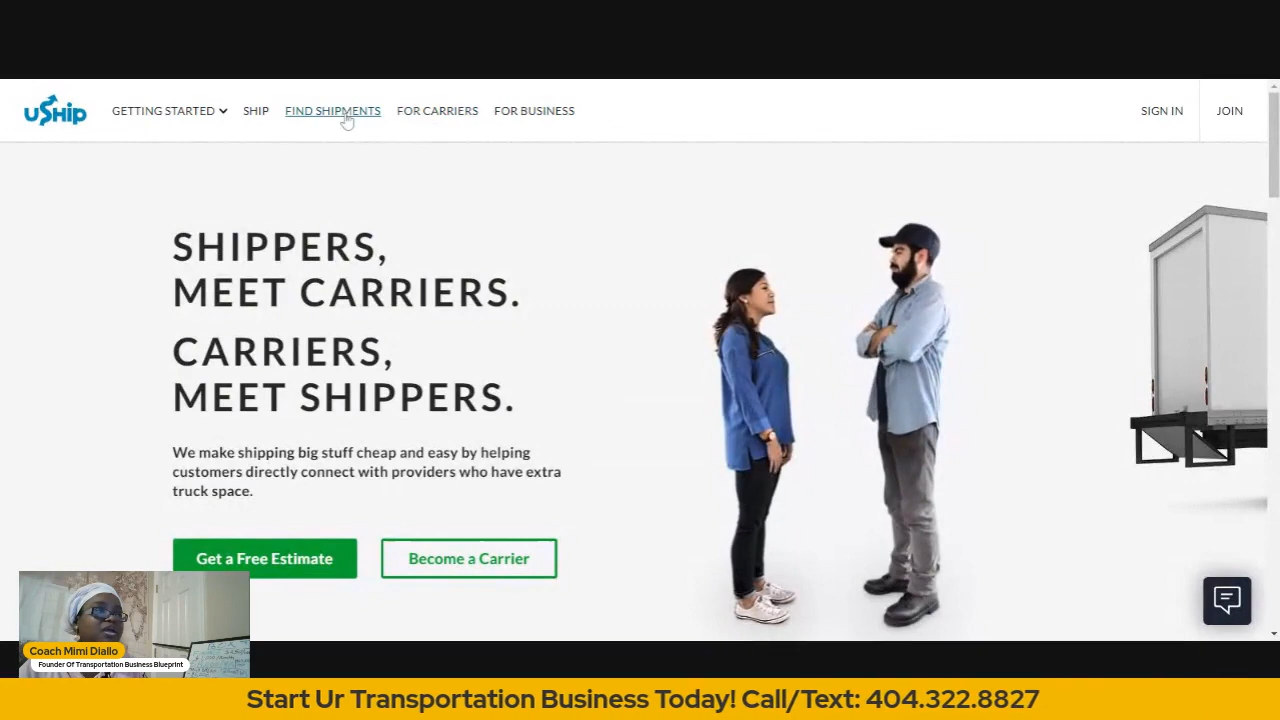 uShip
GETTING STARTED
SHIP
FIND SHIPMENTS
FOR CARRIERS
FOR BUSINESS
SIGN IN
JOIN
SHIPPERS,
MEET CARRIERS.
CARRIERS,
MEET SHIPPERS.
We make shipping big stuff cheap and easy by helping
customers directly connect with providers who have extra
truck space.
Get a Free Estimate
Become a Carrier
Coach Mimi Diallo
Founder Of Transportation Business Blueprint
Start Ur Transportation Business Today! Call/Text: 404.322.8827